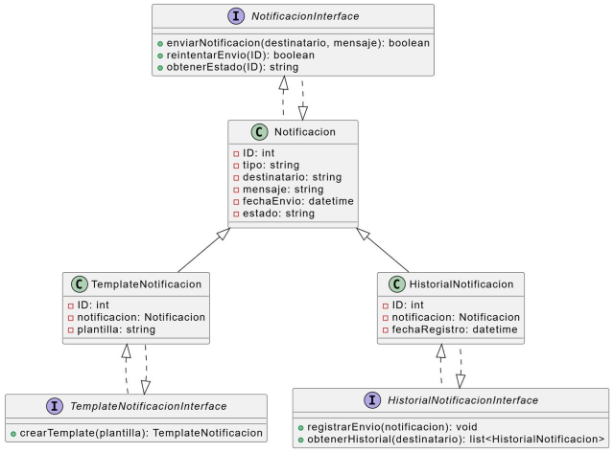 I NotificacionInterface
enviarNotificacion(destinatario, mensaje): boolean
reintentarEnvio(ID): boolean
obtenerEstado(ID): string
C Notificacion
ID: int
tipo: string
destinatario: string
mensaje: string
fechaEnvio: datetime
estado: string
C TemplateNotificacion
ID: int
notificacion: Notificacion
plantilla: string
C HistorialNotificacion
ID: int
notificacion: Notificacion
fechaRegistro: datetime
I TemplateNotificacionInterface
crearTemplate(plantilla): TemplateNotificacion
I HistorialNotificacionInterface
registrarEnvio(notificacion): void
obtenerHistorial(destinatario): list<HistorialNotificacion>